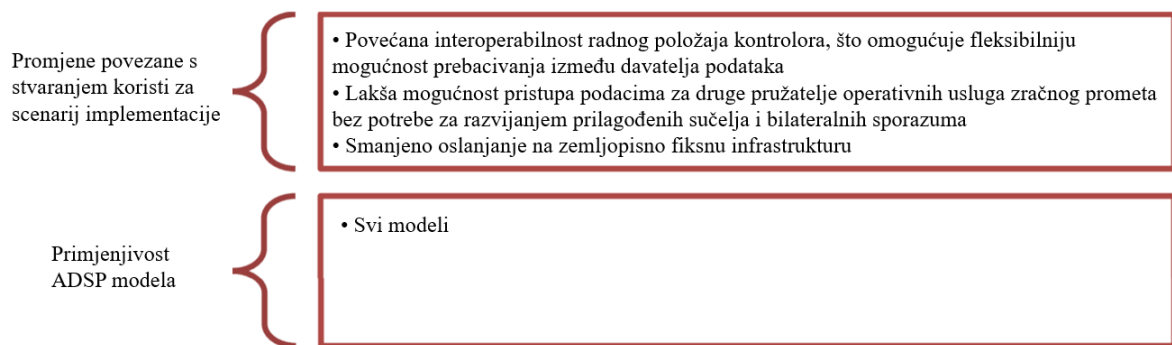 Promjene povezane s
stvaranjem koristi za
scenarij implementacije
• Povećana interoperabilnost radnog položaja kontrolora, što omogućuje fleksibilniju
mogućnost prebacivanja između davatelja podataka
• Lakša mogućnost pristupa podacima za druge pružatelje operativnih usluga zračnog prometa
bez potrebe za razvijanjem prilagođenih sučelja i bilateralnih sporazuma
• Smanjeno oslanjanje na zemljopisno fiksnu infrastrukturu
Primjenjivost
ADSP modela
• Svi modeli